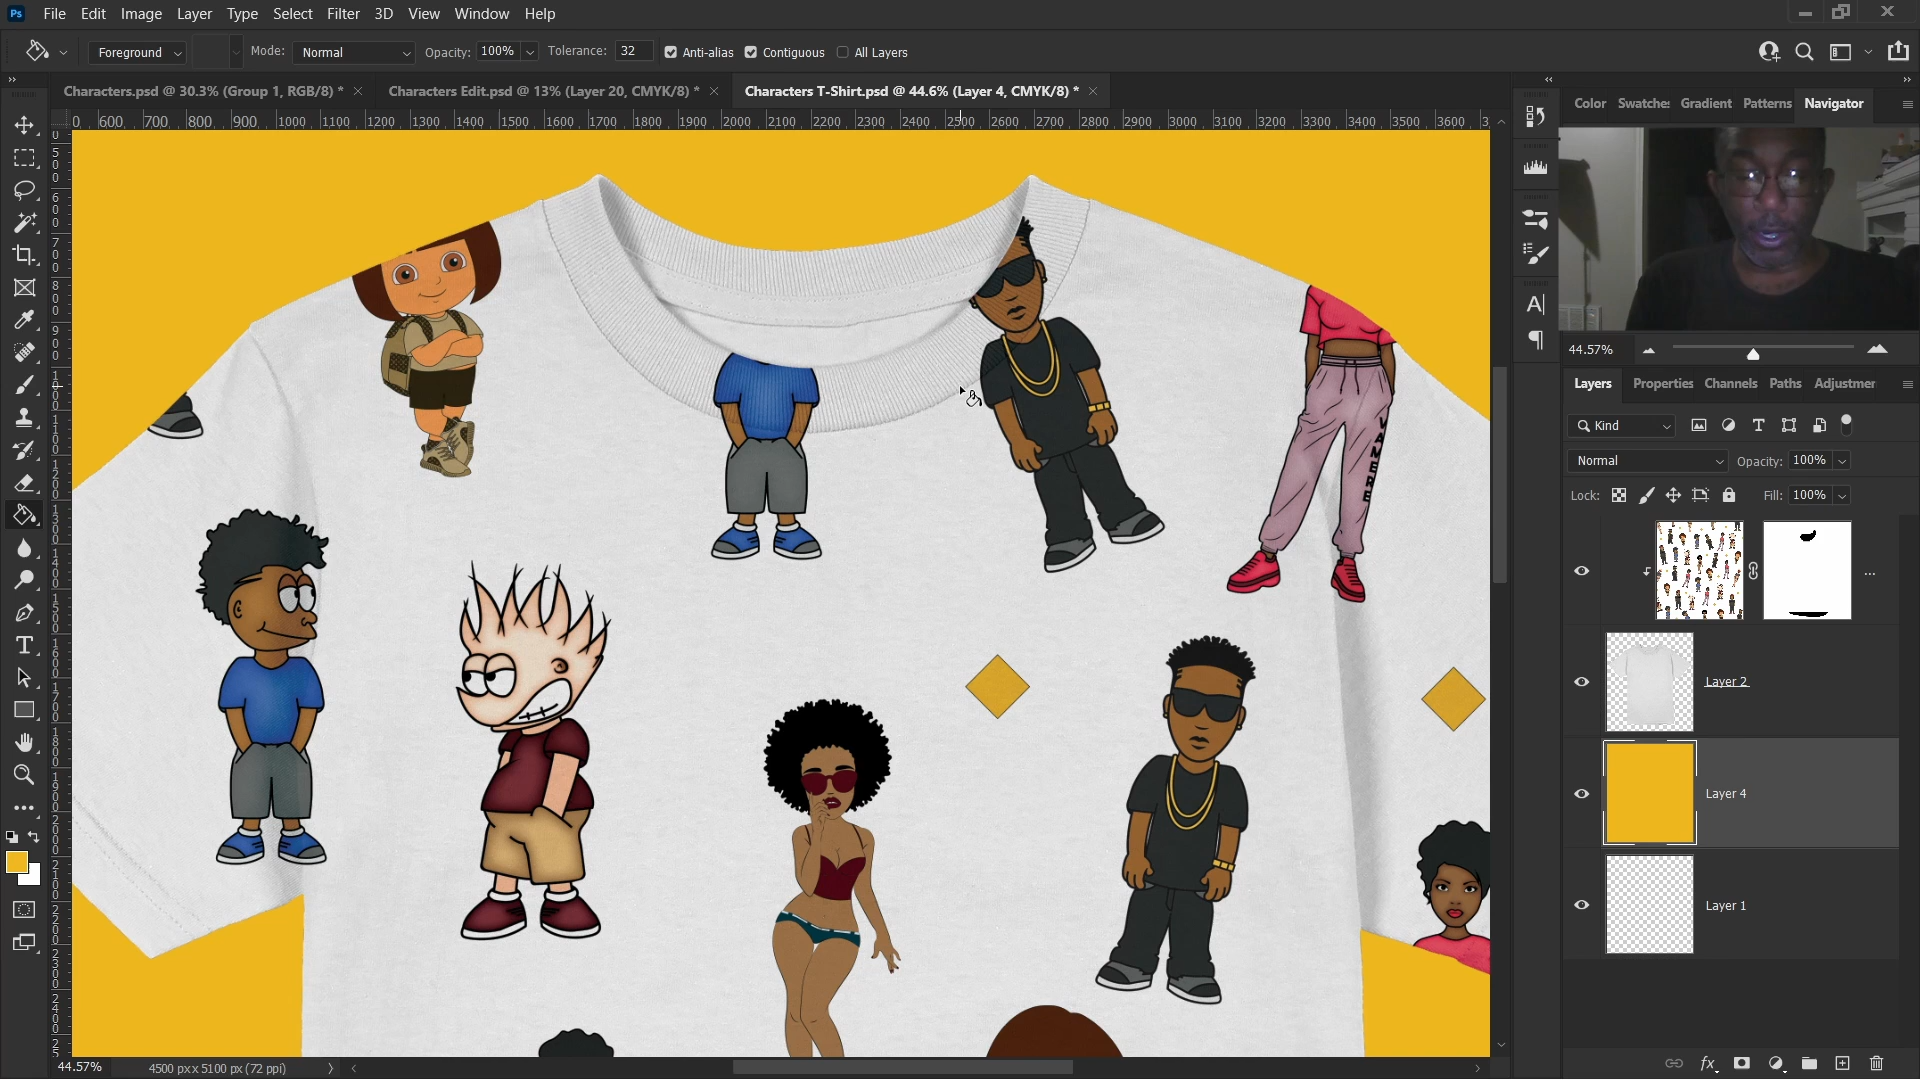 Ps File Edit Image Layer Type Select Filter 3D View Window Help
Foreground Mode: Normal Opacity: 100% Tolerance: 32 Anti-alias Contiguous All Layers
Characters.psd @ 30.3% (Group 1, RGB/8) * Characters Edit.psd @ 13% (Layer 20, CMYK/8) * Characters T-Shirt.psd @ 44.6% (Layer 4, CMYK/8) *
Color Swatche: Gradient Patterns Navigator
0 600 700 800 900 1000 1100 1200 1300 1400 1500 1600 1700 1800 1900 2000 2100 2200 2300 2400 2500 2600 2700 2800 2900 3000 3100 3200 3300 3400 3500 3600 3
44.57%
Layers Properties Channels Paths Adjustmer
Kind
Normal Opacity: 100%
Lock: Fill: 100%
VAMERE
Layer 2
Layer 4
Layer 1
44.57% 4500 px x 5100 px (72 ppi)
fx